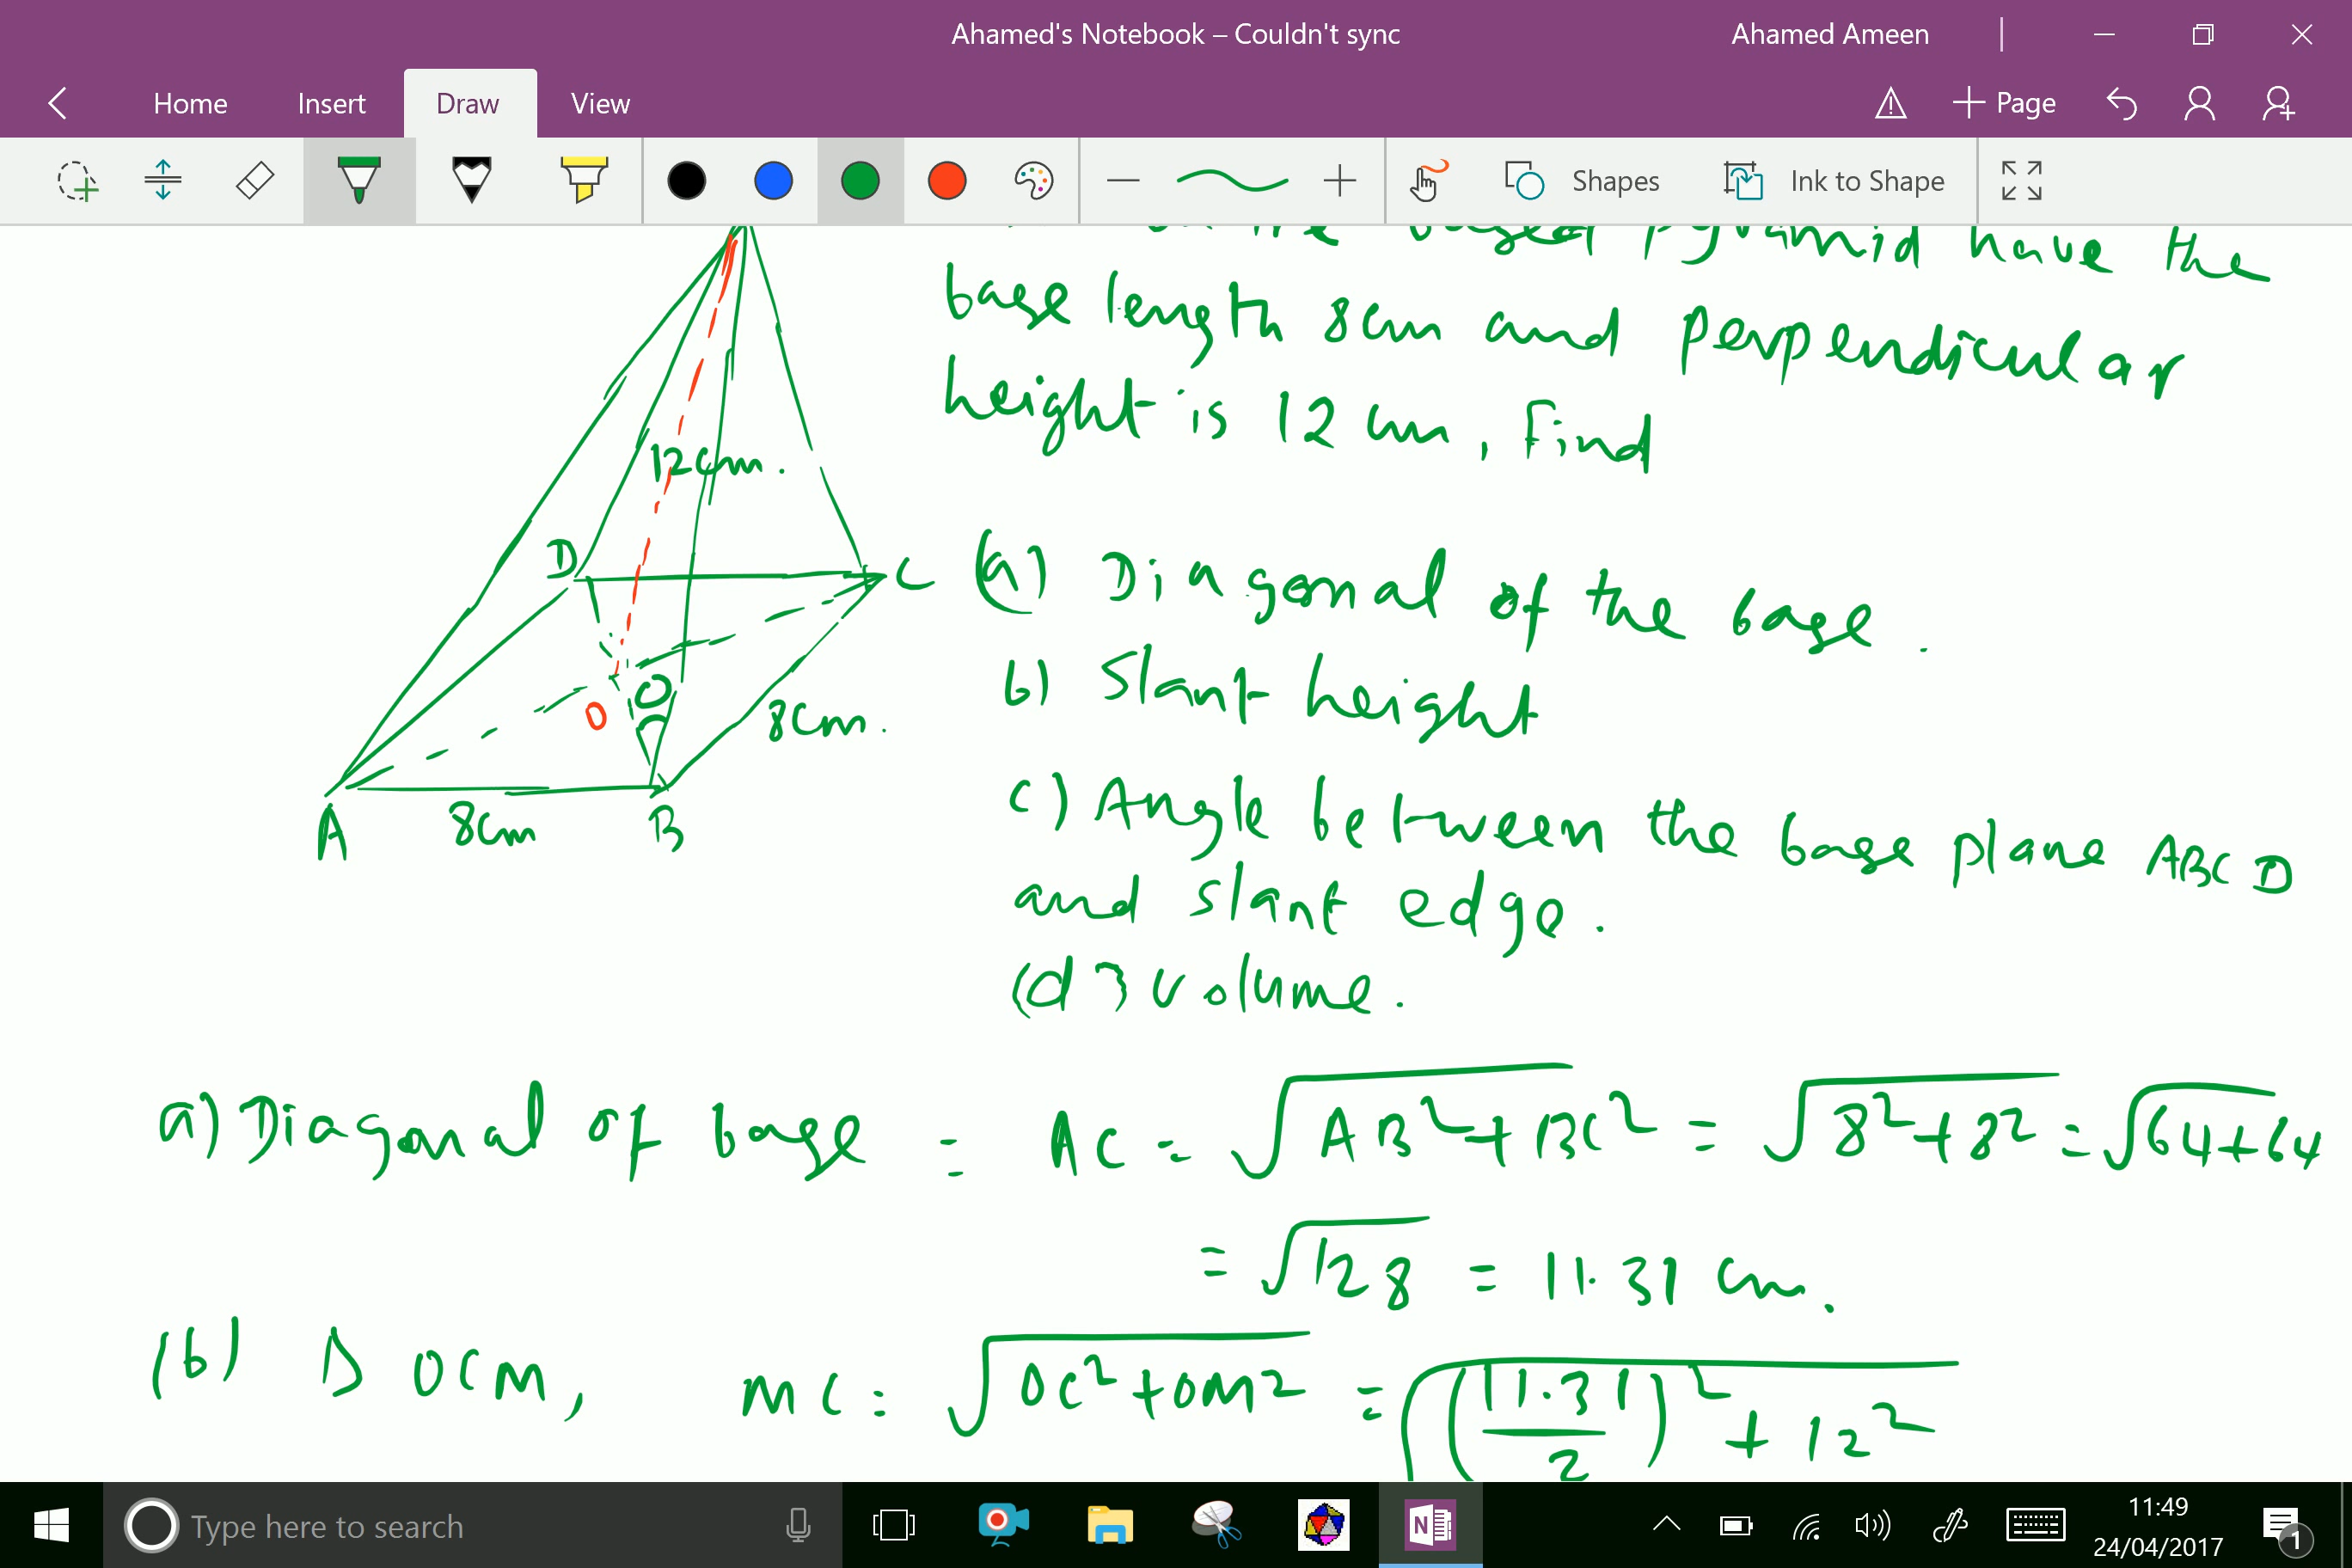 Ahamed's Notebook – Couldn't sync
Ahamed Ameen
Home Insert Draw View
Page
Shapes Ink to Shape
pyramid have the
base length 8cm and perpendicular
height is 12 cm, Find
12cm.
D C
(a) Diagonal of the base.
O
O
b) Slant height
8cm.
A 8cm B
c) Angle between the base plane ABCD
and slant edge.
(d) volume.
a) Diagonal of base = AC = √AB²+BC² = √8²+8² = √64+64
= √128 = 11.31 cm.
(b) Δ OCM, MC = √OC²+OM² = √(11.31/2)²+12²
Type here to search
N
11:49
24/04/2017
1